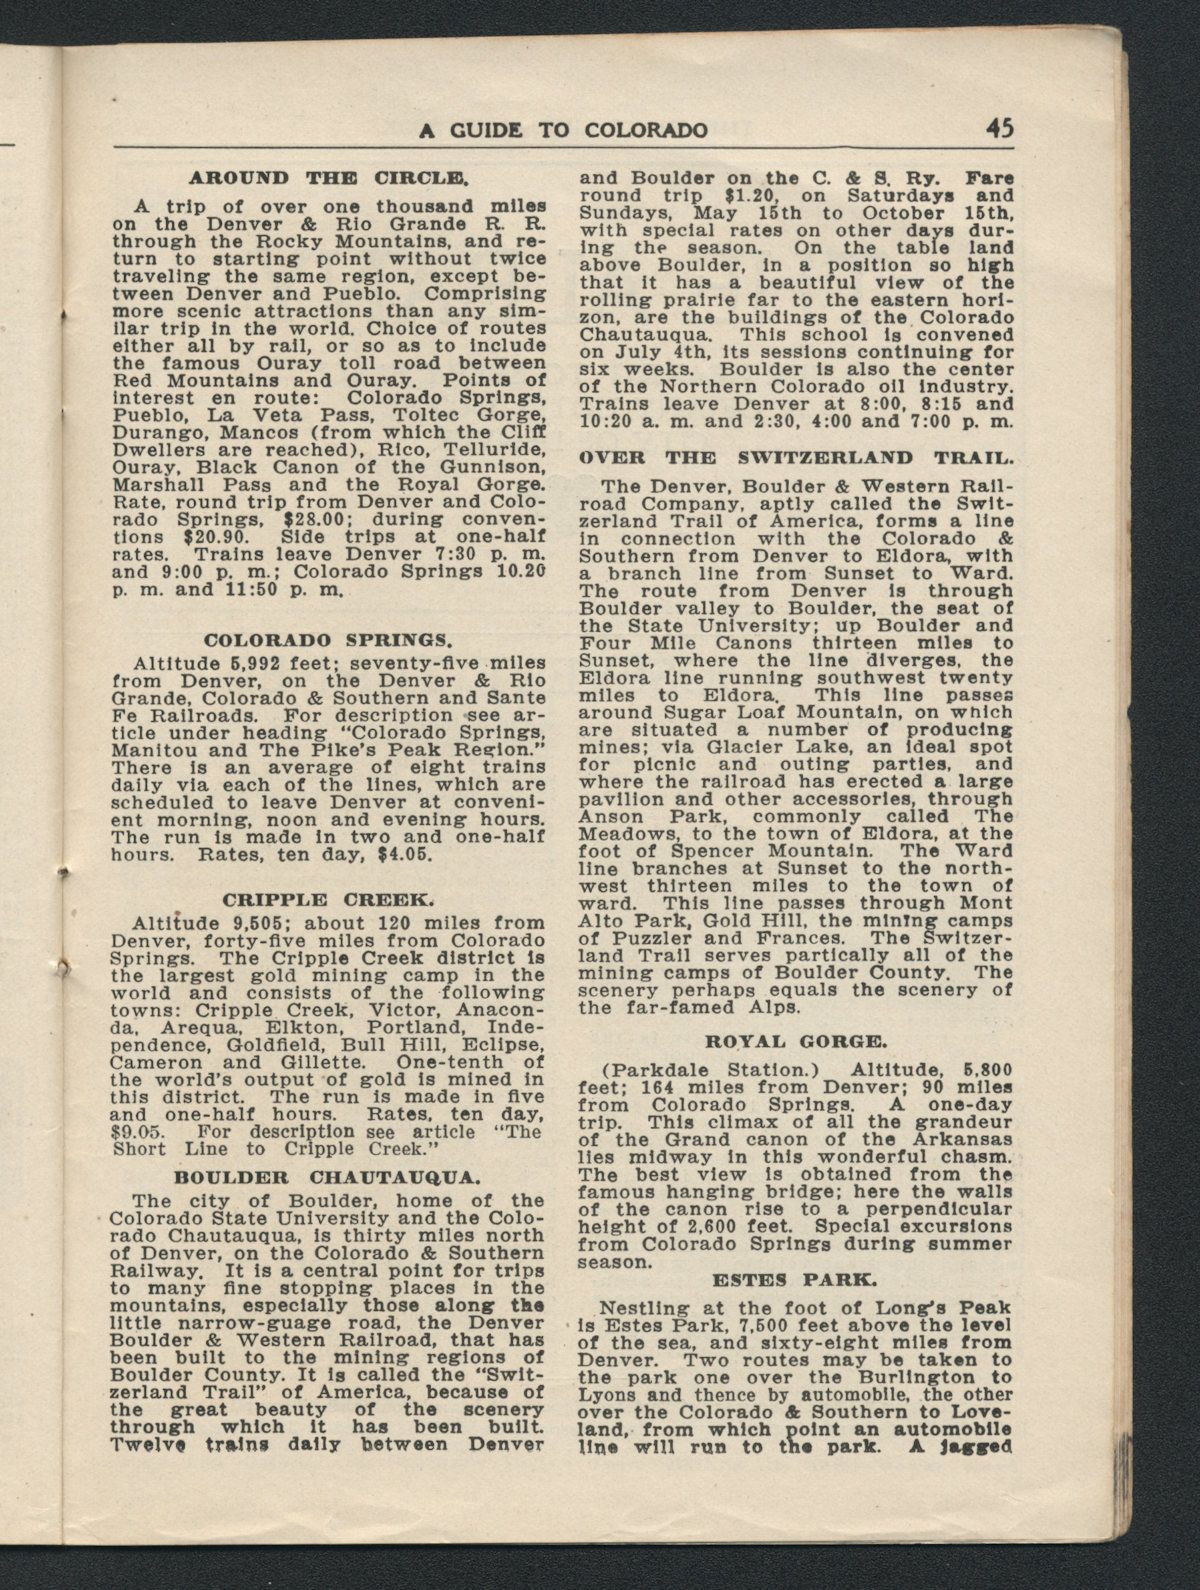 A GUIDE TO COLORADO 45
AROUND THE CIRCLE.
A trip of over one thousand miles
on the Denver & Rio Grande R. R.
through the Rocky Mountains, and re-
turn to starting point without twice
traveling the same region, except be-
tween Denver and Pueblo. Comprising
more scenic attractions than any sim-
ilar trip in the world. Choice of routes
either all by rail, or so as to include
the famous Ouray toll road between
Red Mountains and Ouray. Points of
interest en route: Colorado Springs,
Pueblo, La Veta Pass, Toltec Gorge,
Durango, Mancos (from which the Cliff
Dwellers are reached), Rico, Telluride,
Ouray, Black Canon of the Gunnison,
Marshall Pass and the Royal Gorge.
Rate, round trip from Denver and Colo-
rado Springs, $28.00; during conven-
tions $20.90. Side trips at one-half
rates. Trains leave Denver 7:30 p. m.
and 9:00 p. m.; Colorado Springs 10.20
p. m. and 11:50 p. m.
COLORADO SPRINGS.
Altitude 5,992 feet; seventy-five miles
from Denver, on the Denver & Rio
Grande, Colorado & Southern and Sante
Fe Railroads. For description see ar-
ticle under heading "Colorado Springs,
Manitou and The Pike's Peak Region."
There is an average of eight trains
daily via each of the lines, which are
scheduled to leave Denver at conveni-
ent morning, noon and evening hours.
The run is made in two and one-half
hours. Rates, ten day, $4.05.
CRIPPLE CREEK.
Altitude 9,505; about 120 miles from
Denver, forty-five miles from Colorado
Springs. The Cripple Creek district is
the largest gold mining camp in the
world and consists of the following
towns: Cripple Creek, Victor, Anacon-
da, Arequa, Elkton, Portland, Inde-
pendence, Goldfield, Bull Hill, Eclipse,
Cameron and Gillette. One-tenth of
the world's output of gold is mined in
this district. The run is made in five
and one-half hours. Rates, ten day,
$9.05. For description see article "The
Short Line to Cripple Creek."
BOULDER CHAUTAUQUA.
The city of Boulder, home of the
Colorado State University and the Colo-
rado Chautauqua, is thirty miles north
of Denver, on the Colorado & Southern
Railway. It is a central point for trips
to many fine stopping places in the
mountains, especially those along the
little narrow-guage road, the Denver
Boulder & Western Railroad, that has
been built to the mining regions of
Boulder County. It is called the "Swit-
zerland Trail" of America, because of
the great beauty of the scenery
through which it has been built.
Twelve trains daily between Denver
and Boulder on the C. & S. Ry. Fare
round trip $1.20, on Saturdays and
Sundays, May 15th to October 15th,
with special rates on other days dur-
ing the season. On the table land
above Boulder, in a position so high
that it has a beautiful view of the
rolling prairie far to the eastern hori-
zon, are the buildings of the Colorado
Chautauqua. This school is convened
on July 4th, its sessions continuing for
six weeks. Boulder is also the center
of the Northern Colorado oil industry.
Trains leave Denver at 8:00, 8:15 and
10:20 a. m. and 2:30, 4:00 and 7:00 p. m.
OVER THE SWITZERLAND TRAIL.
The Denver, Boulder & Western Rail-
road Company, aptly called the Swit-
zerland Trail of America, forms a line
in connection with the Colorado &
Southern from Denver to Eldora, with
a branch line from Sunset to Ward.
The route from Denver is through
Boulder valley to Boulder, the seat of
the State University; up Boulder and
Four Mile Canons thirteen miles to
Sunset, where the line diverges, the
Eldora line running southwest twenty
miles to Eldora. This line passes
around Sugar Loaf Mountain, on which
are situated a number of producing
mines; via Glacier Lake, an ideal spot
for picnic and outing parties, and
where the railroad has erected a large
pavilion and other accessories, through
Anson Park, commonly called The
Meadows, to the town of Eldora, at the
foot of Spencer Mountain. The Ward
line branches at Sunset to the north-
west thirteen miles to the town of
ward. This line passes through Mont
Alto Park, Gold Hill, the mining camps
of Puzzler and Frances. The Switzer-
land Trail serves partically all of the
mining camps of Boulder County. The
scenery perhaps equals the scenery of
the far-famed Alps.
ROYAL GORGE.
(Parkdale Station.) Altitude, 5,800
feet; 164 miles from Denver; 90 miles
from Colorado Springs. A one-day
trip. This climax of all the grandeur
of the Grand canon of the Arkansas
lies midway in this wonderful chasm.
The best view is obtained from the
famous hanging bridge; here the walls
of the canon rise to a perpendicular
height of 2,600 feet. Special excursions
from Colorado Springs during summer
season.
ESTES PARK.
Nestling at the foot of Long's Peak
is Estes Park, 7,500 feet above the level
of the sea, and sixty-eight miles from
Denver. Two routes may be taken to
the park one over the Burlington to
Lyons and thence by automobile, the other
over the Colorado & Southern to Love-
land, from which point an automobile
line will run to the park. A jagged